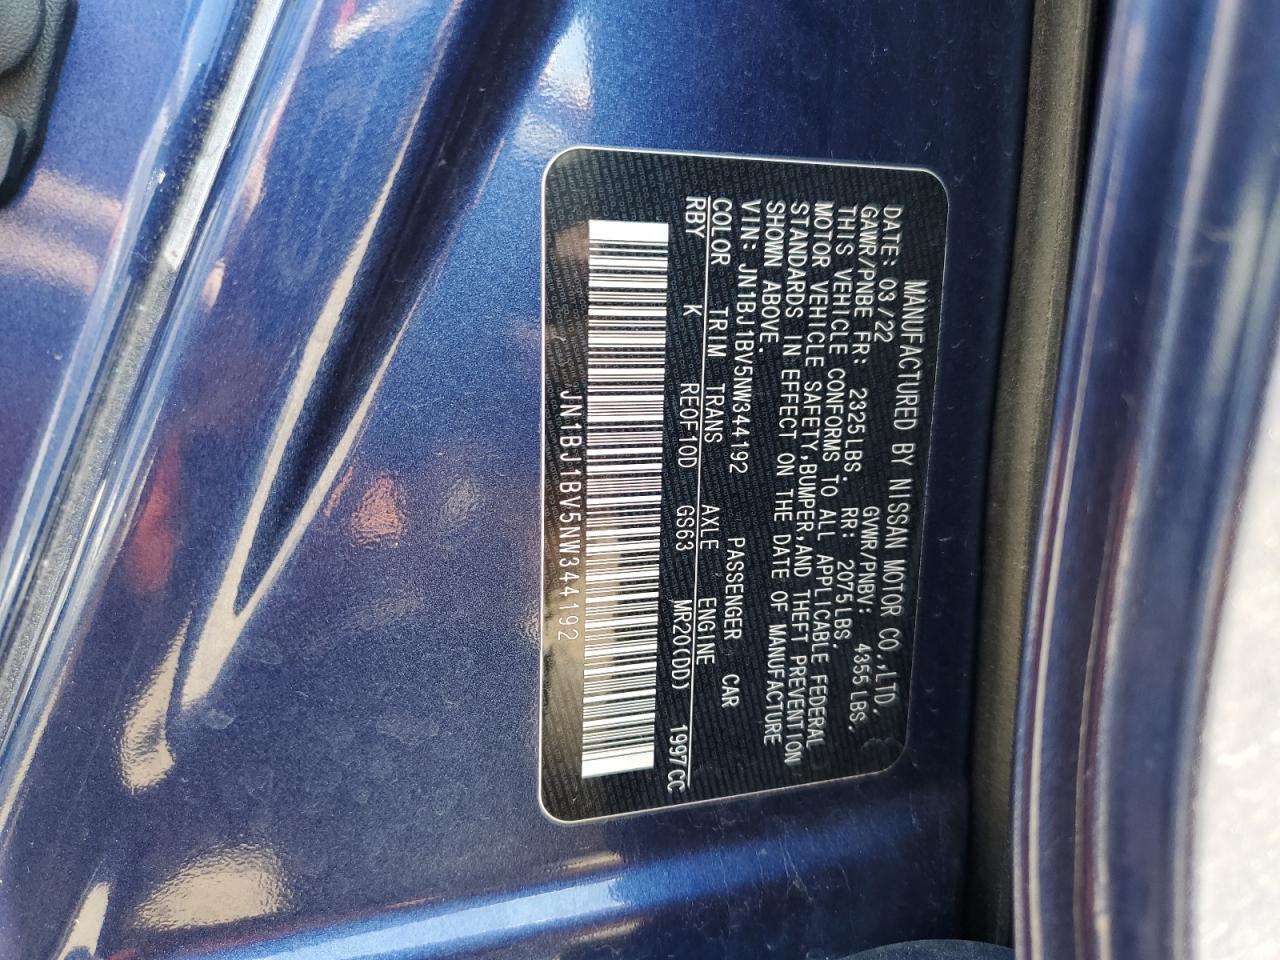 MANUFACTURED BY NISSAN MOTOR CO.,LTD.
DATE: 03/22 GVWR/PNBV: 4355LBS.
GAWR/PNBE FR: 2325LBS. RR: 2075LBS.
THIS VEHICLE CONFORMS TO ALL APPLICABLE FEDERAL
MOTOR VEHICLE SAFETY,BUMPER,AND THEFT PREVENTION
STANDARDS IN EFFECT ON THE DATE OF MANUFACTURE
SHOWN ABOVE.
VIN: JN1BJ1BV5NW344192 PASSENGER CAR
COLOR TRIM TRANS AXLE ENGINE
RBY K RE0F10D GS63 MR20(DD) 1997CC
JN1BJ1BV5NW344192